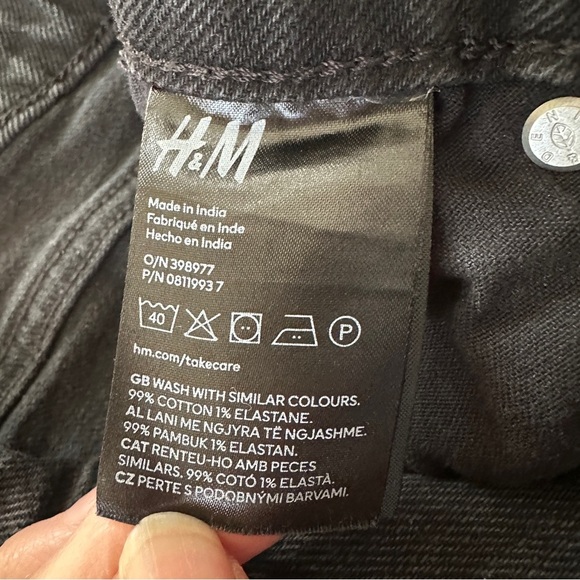 H&M
Made in India
Fabriqué en Inde
Hecho en India
O/N 398977
P/N 0811993 7
40
P
hm.com/takecare
GB WASH WITH SIMILAR COLOURS.
99% COTTON 1% ELASTANE.
AL LANI ME NGJYRA TË NGJASHME.
99% PAMBUK 1% ELASTAN.
CAT RENTEU-HO AMB PECES
SIMILARS. 99% COTÓ 1% ELASTÀ.
CZ PERTE S PODOBNÝMI BARVAMI.